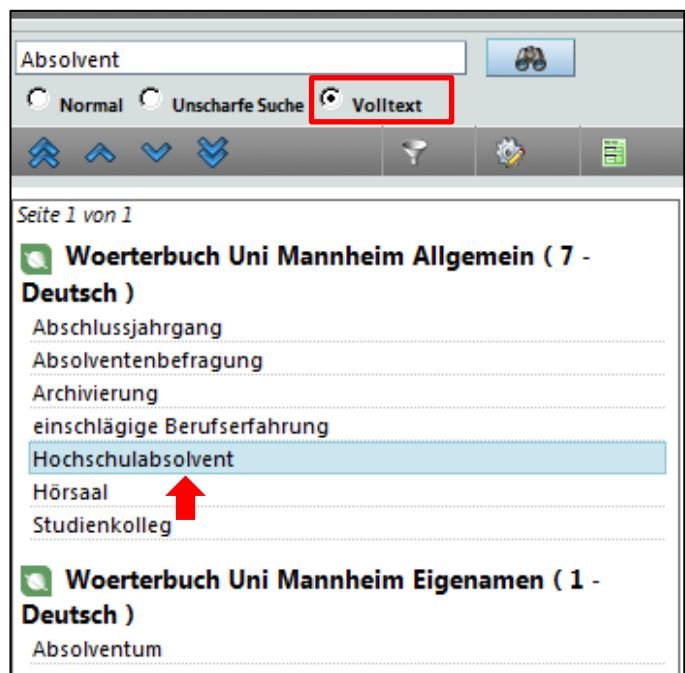 Absolvent
Normal Unscharfe Suche Volltext
Seite 1 von 1
Woerterbuch Uni Mannheim Allgemein ( 7 -
Deutsch )
Abschlussjahrgang
Absolventenbefragung
Archivierung
einschlägige Berufserfahrung
Hochschulabsolvent
Hörsaal
Studienkolleg
Woerterbuch Uni Mannheim Eigenamen ( 1 -
Deutsch )
Absolventum